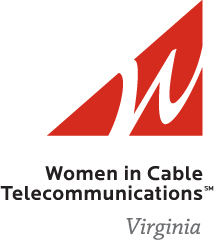 W
Women in Cable
Telecommunications℠
Virginia